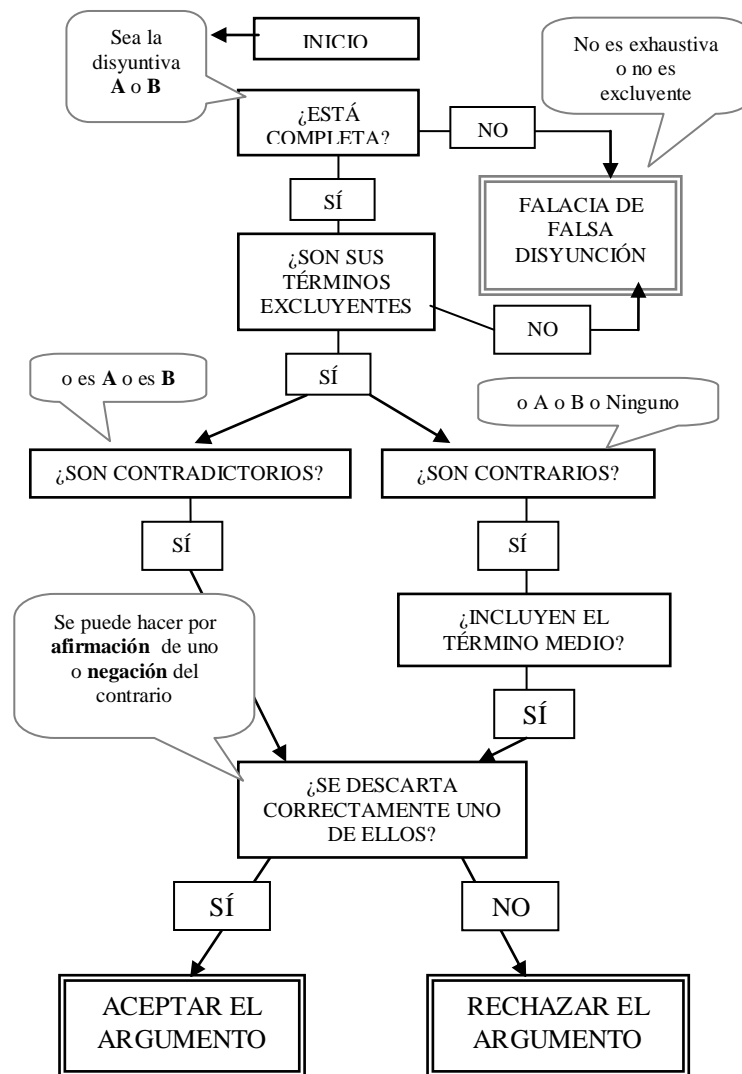 INICIO
Sea la
disyuntiva
A o B
No es exhaustiva
o no es
excluyente
¿ESTÁ
COMPLETA?
NO
SÍ
FALACIA DE
FALSA
DISYUNCIÓN
¿SON SUS
TÉRMINOS
EXCLUYENTES
NO
SÍ
o es A o es B
o A o B o Ninguno
¿SON CONTRADICTORIOS?
¿SON CONTRARIOS?
SÍ
SÍ
Se puede hacer por
afirmación de uno
o negación del
contrario
¿INCLUYEN EL
TÉRMINO MEDIO?
SÍ
¿SE DESCARTA
CORRECTAMENTE UNO
DE ELLOS?
SÍ
NO
ACEPTAR EL
ARGUMENTO
RECHAZAR EL
ARGUMENTO